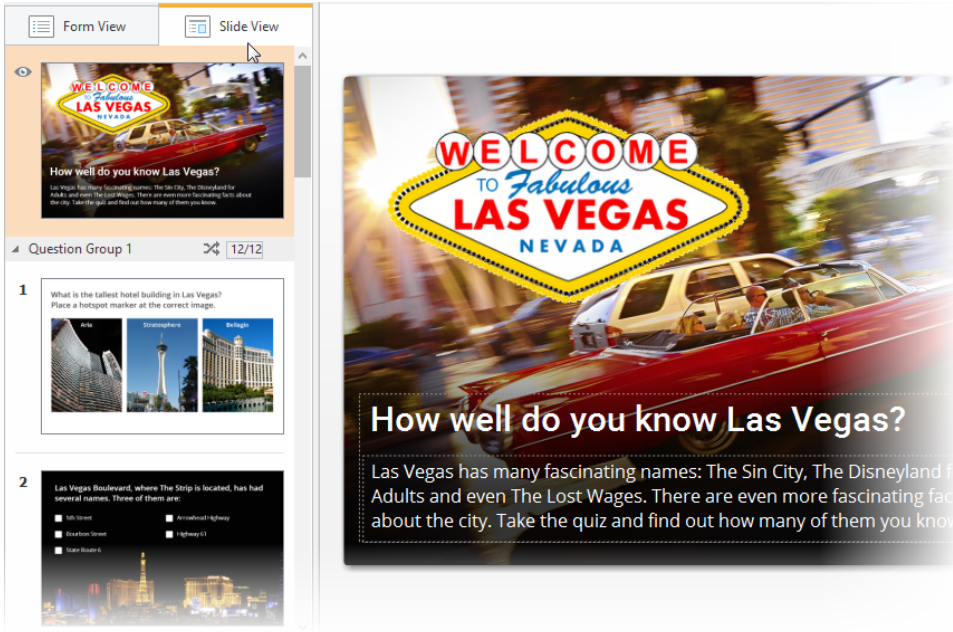 Form View
Slide View
WELCOME
TO Fabulous
LAS VEGAS
NEVADA
How well do you know Las Vegas?
Las Vegas has many fascinating names: The Sin City, The Disneyland for
Adults and even The Lost Wages. There are even more fascinating facts about
the city. Take the quiz and find out how many of them you know.
Question Group 1
12/12
1
What is the tallest hotel building in Las Vegas?
Place a hotspot marker at the correct image.
Aria
Stratosphere
Bellagio
2
Las Vegas Boulevard, where The Strip is located, has had
several names. Three of them are:
5th Street
Arrowhead Highway
Bourbon Street
Highway 61
State Route 6
WELCOME
TO Fabulous
LAS VEGAS
NEVADA
How well do you know Las Vegas?
Las Vegas has many fascinating names: The Sin City, The Disneyland f
Adults and even The Lost Wages. There are even more fascinating fac
about the city. Take the quiz and find out how many of them you know